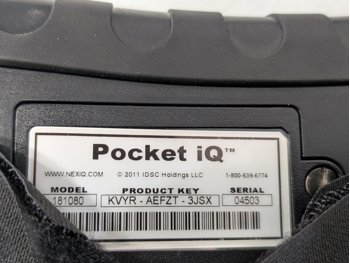 Pocket iQ™
WWW.NEXIQ.COM © 2011 IDSC Holdings LLC 1-800-639-6774
MODEL PRODUCT KEY SERIAL
181080 KVYR - AEFZT - 3JSX 04503